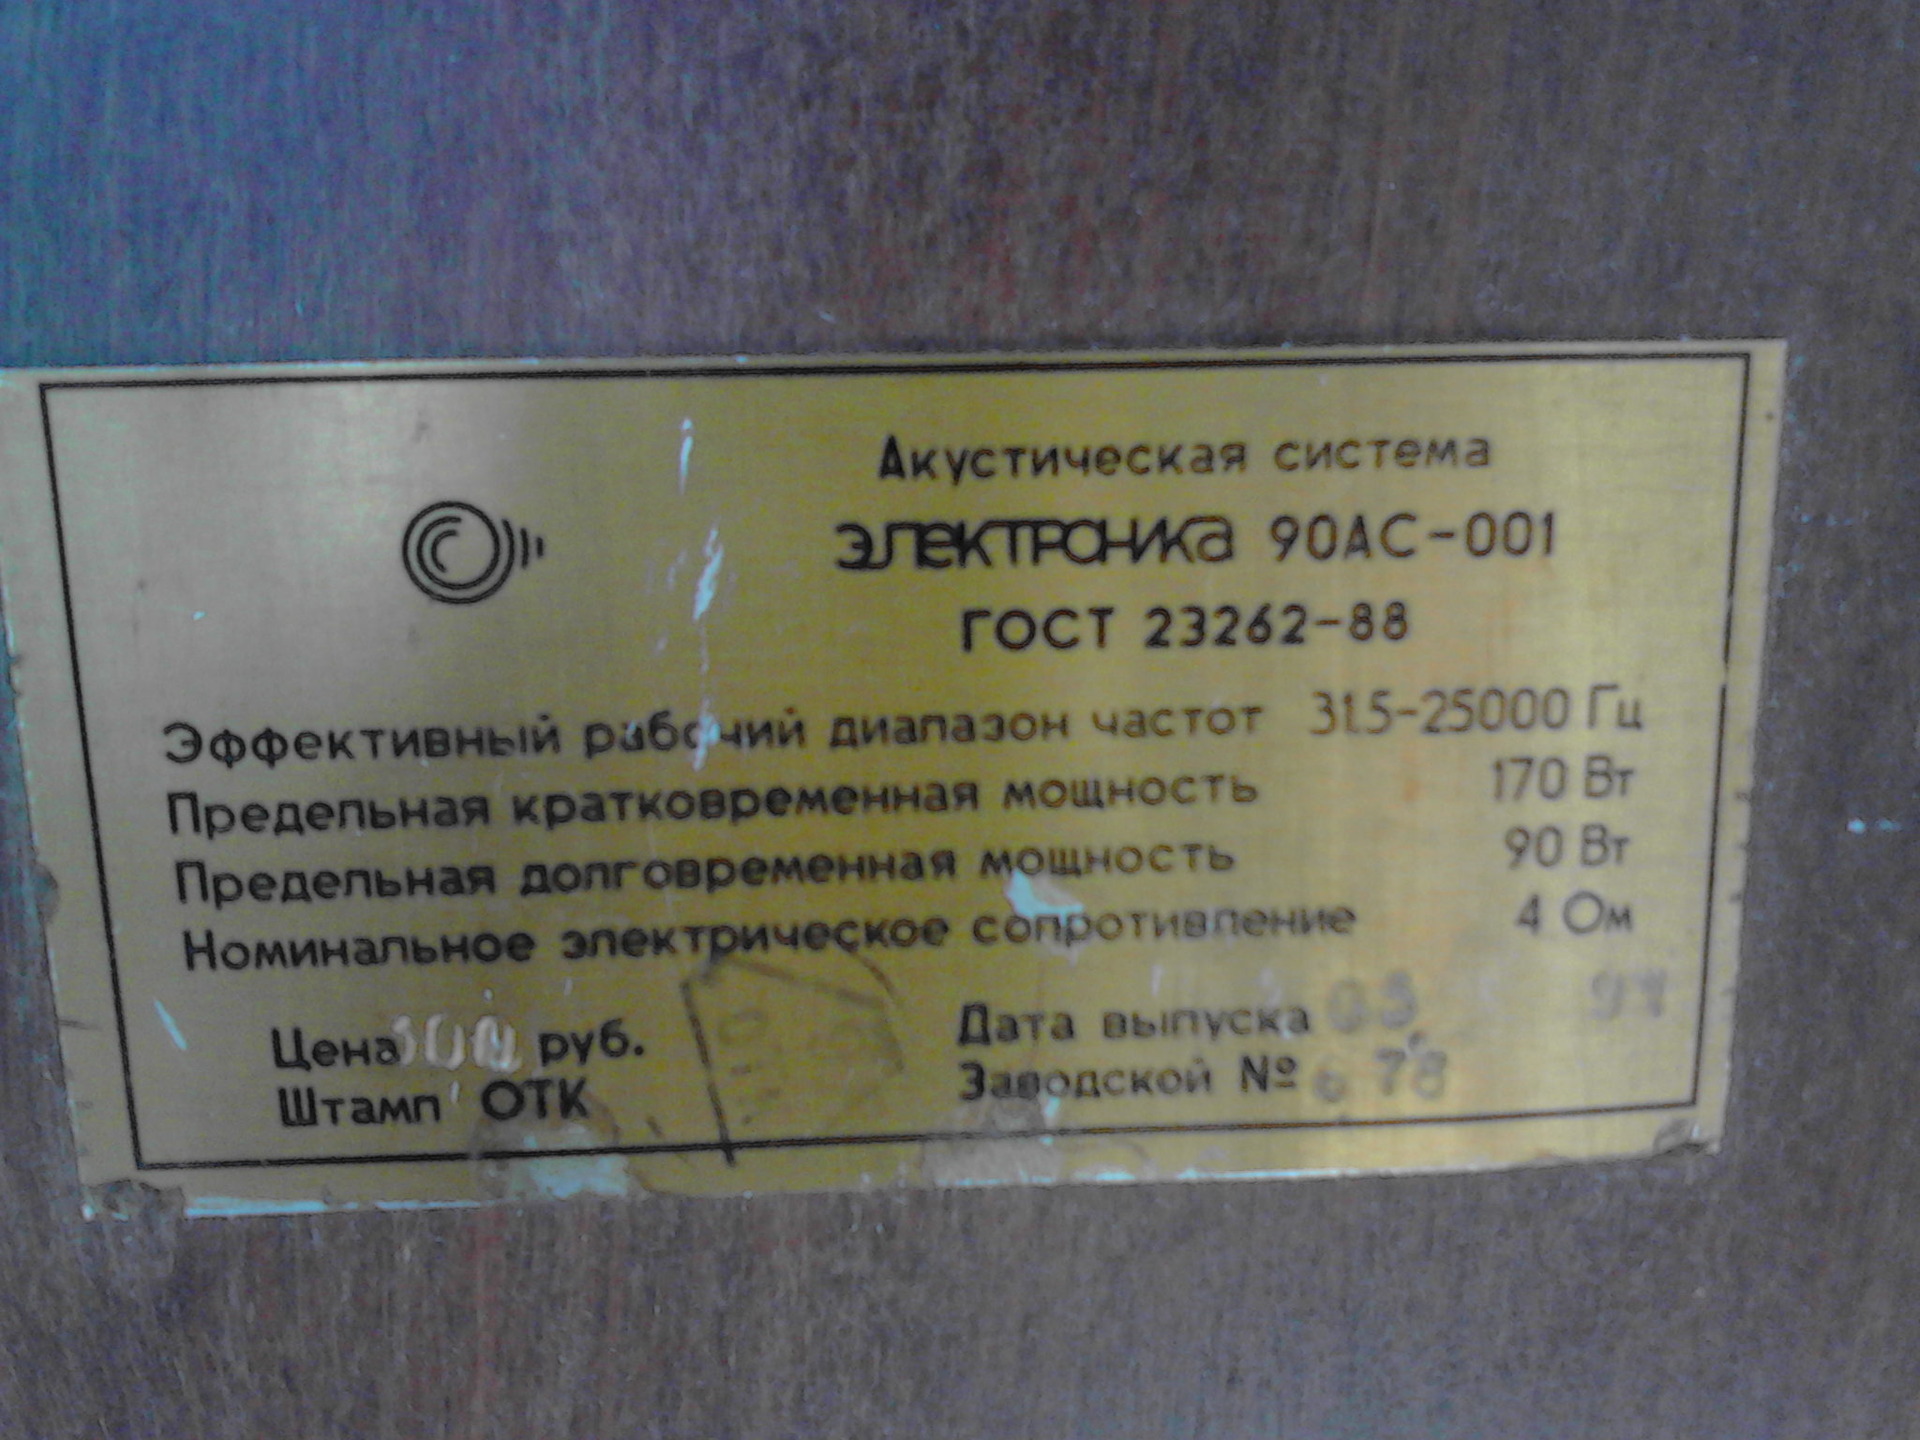 Акустическая система
электроника 90АС-001
ГОСТ 23262-88
Эффективный рабочий диапазон частот 31.5-25000 Гц
Предельная кратковременная мощность 170 Вт
Предельная долговременная мощность 90 Вт
Номинальное электрическое сопротивление 4 Ом
Цена руб.
Дата выпуска
Штамп ОТК
Заводской №